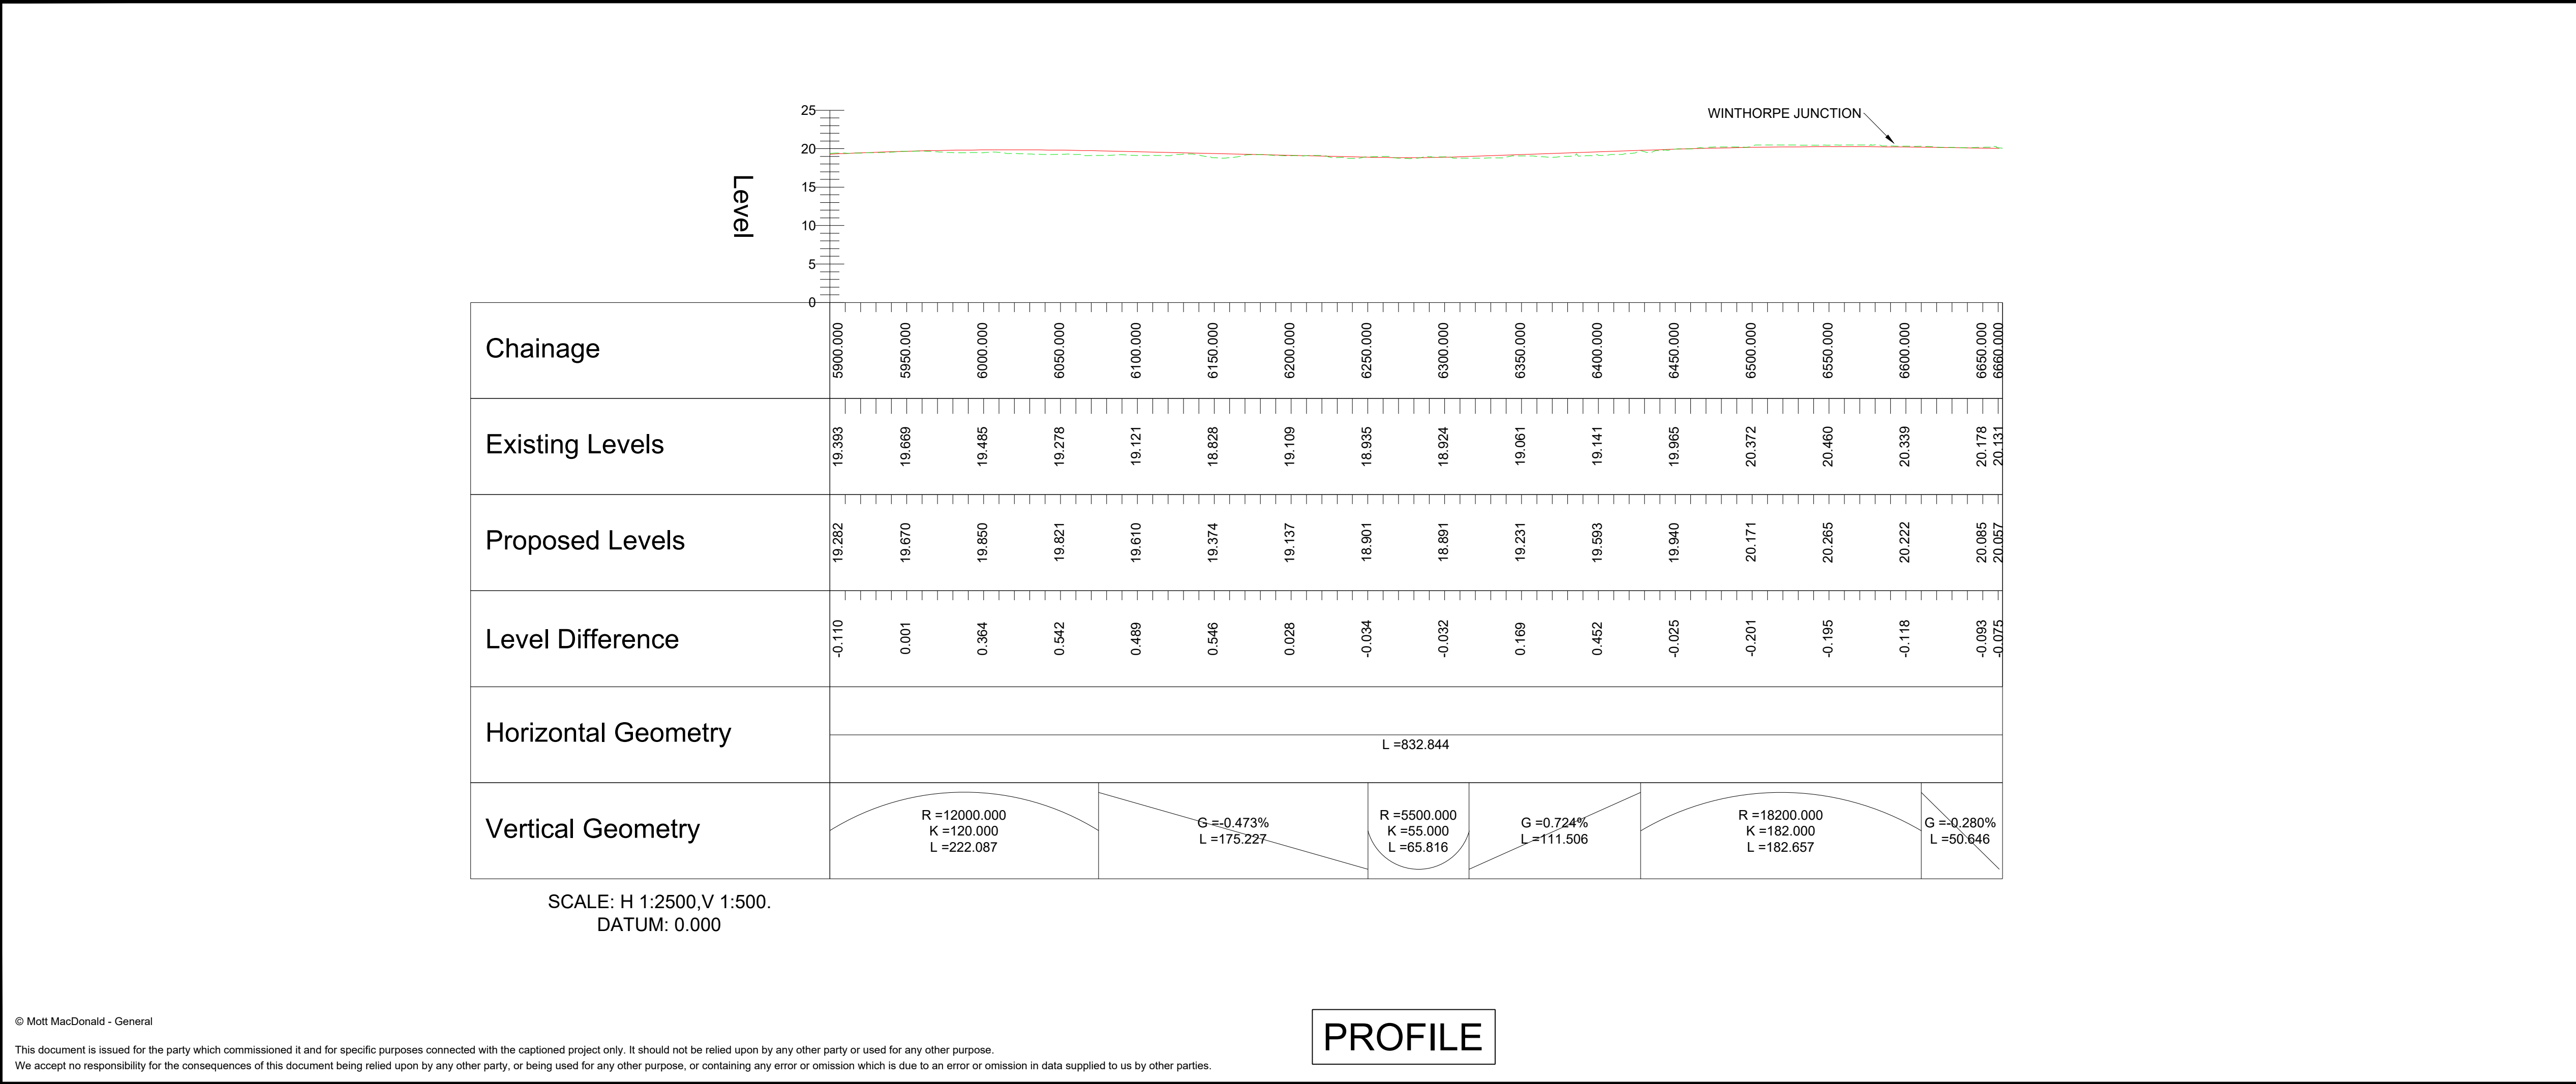 WINTHORPE JUNCTION
25
20
15
10
5
0
Level
Chainage
5900.000 5950.000 6000.000 6050.000 6100.000 6150.000 6200.000 6250.000 6300.000 6350.000 6400.000 6450.000 6500.000 6550.000 6600.000 6650.000 6660.000
Existing Levels
19.393 19.669 19.485 19.278 19.121 18.828 19.109 18.935 18.924 19.061 19.141 19.965 20.372 20.460 20.339 20.178 20.131
Proposed Levels
19.282 19.670 19.850 19.821 19.610 19.374 19.137 18.901 18.891 19.231 19.593 19.940 20.171 20.265 20.222 20.085 20.057
Level Difference
-0.110 0.001 0.364 0.542 0.489 0.546 0.028 -0.034 -0.032 0.169 0.452 -0.025 -0.201 -0.195 -0.118 -0.093 -0.075
Horizontal Geometry
L =832.844
Vertical Geometry
R =12000.000
K =120.000
L =222.087
G =-0.473%
L =175.227
R =5500.000
K =55.000
L =65.816
G =0.724%
L =111.506
R =18200.000
K =182.000
L =182.657
G =-0.280%
L =50.646
SCALE: H 1:2500,V 1:500.
DATUM: 0.000
PROFILE
© Mott MacDonald - General
This document is issued for the party which commissioned it and for specific purposes connected with the captioned project only. It should not be relied upon by any other party or used for any other purpose.
We accept no responsibility for the consequences of this document being relied upon by any other party, or being used for any other purpose, or containing any error or omission which is due to an error or omission in data supplied to us by other parties.